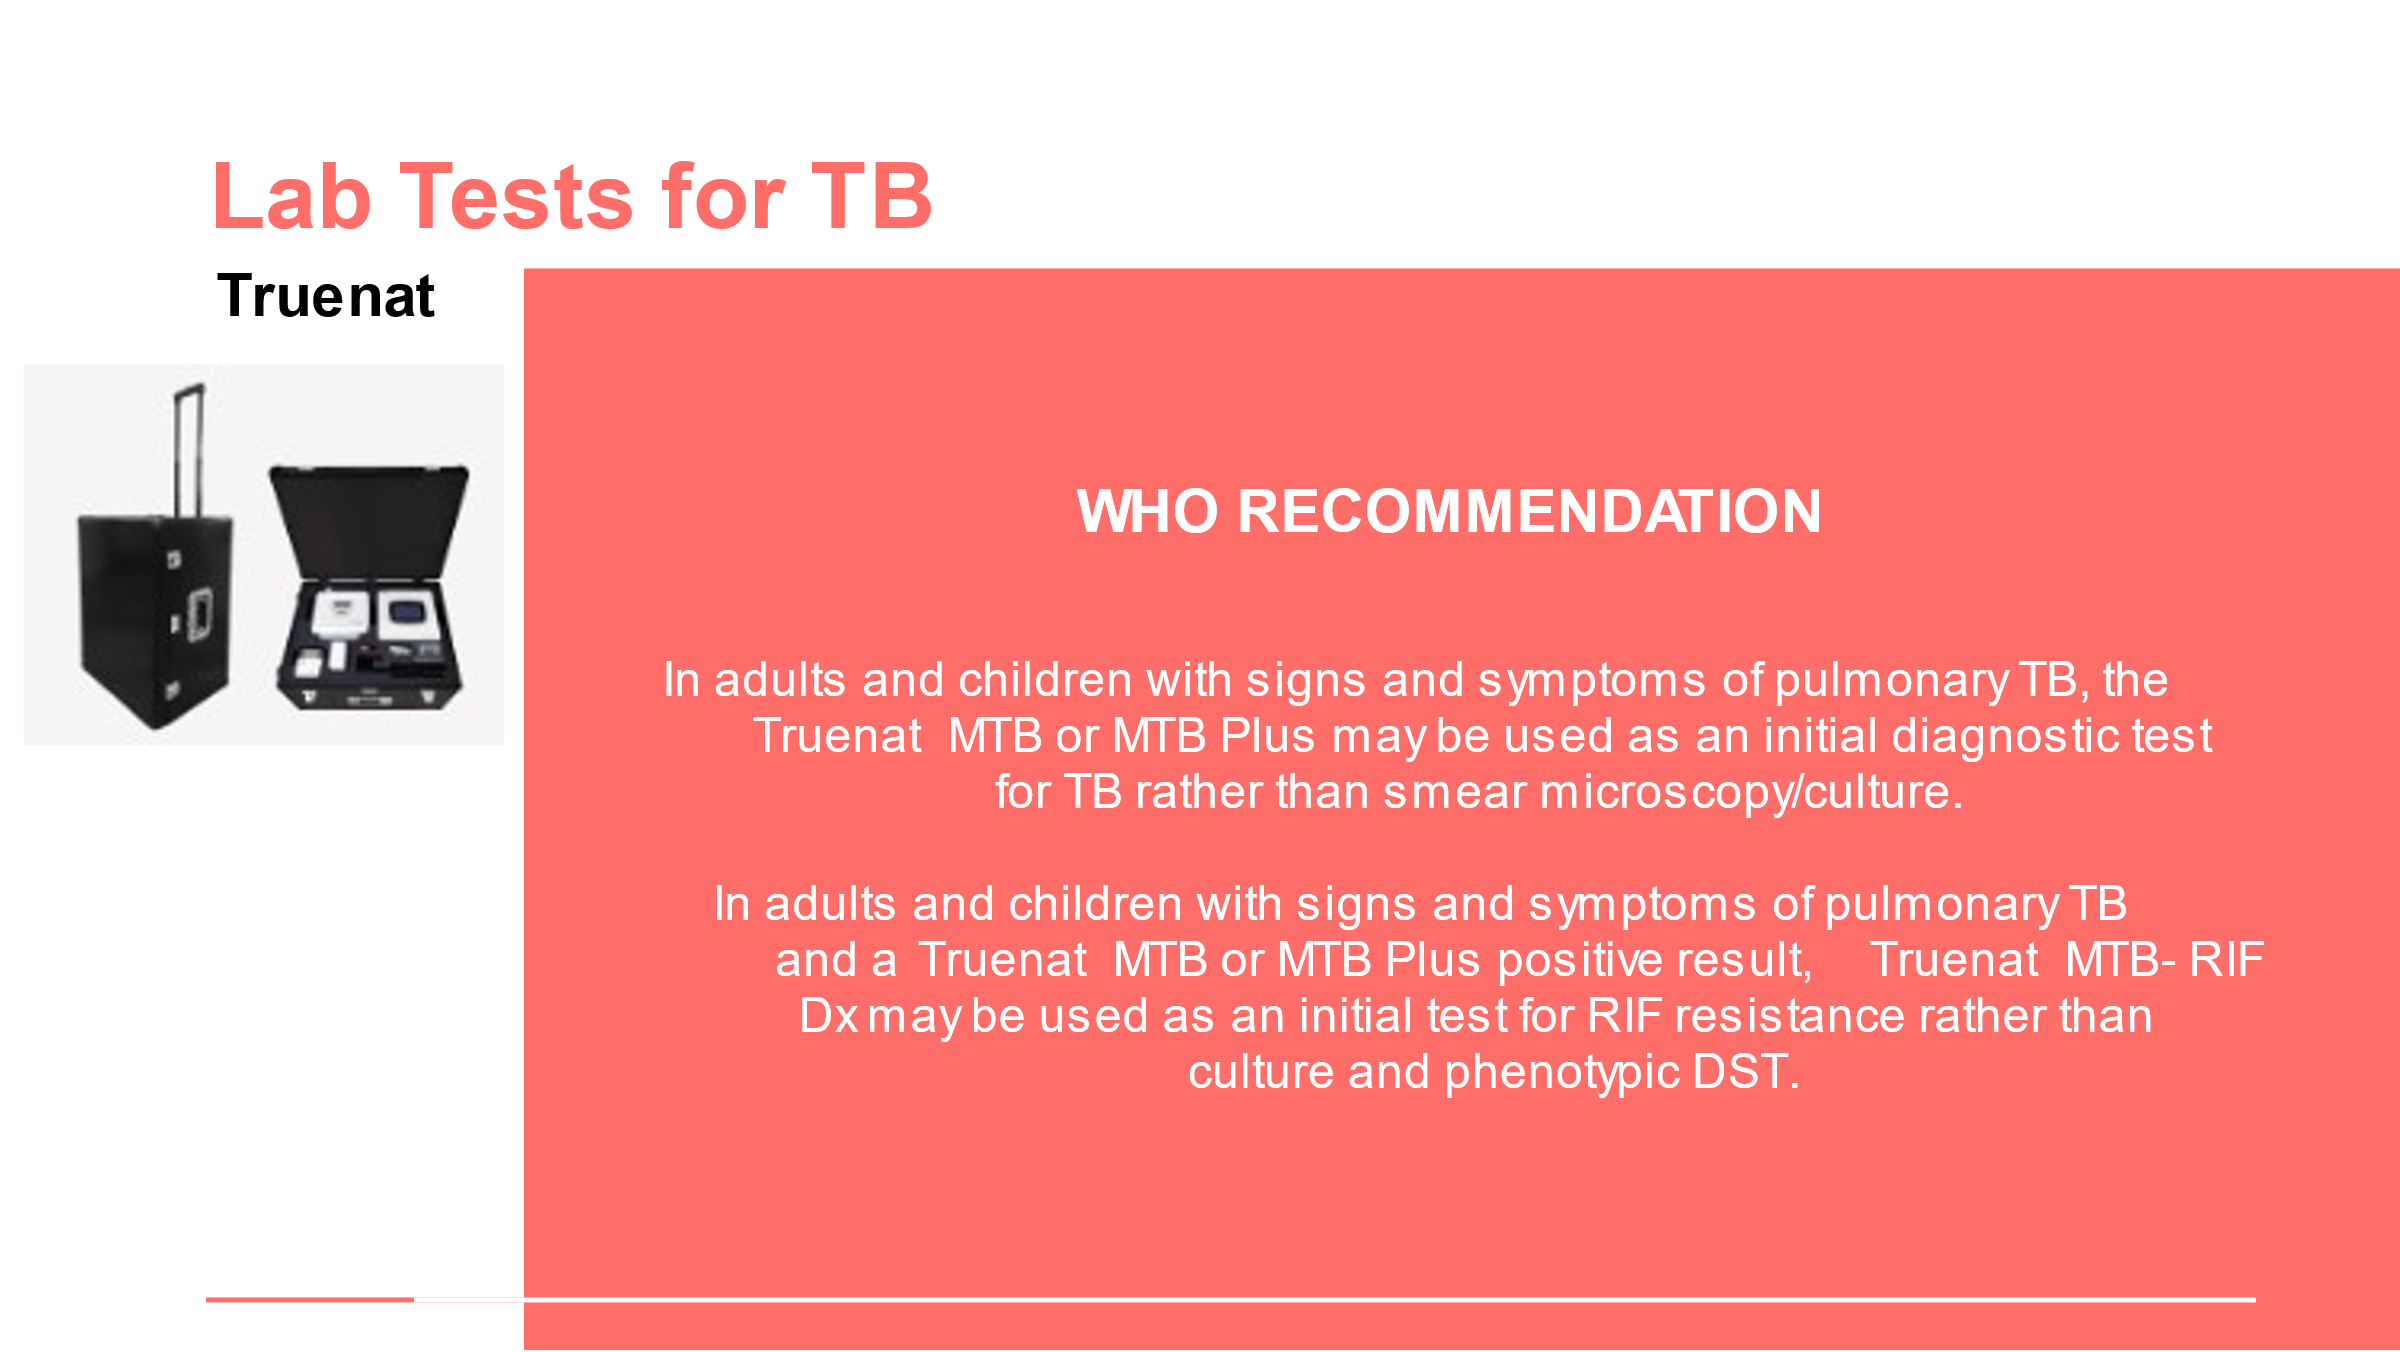 Lab Tests for TB
Truenat
WHO RECOMMENDATION
In adults and children with signs and symptoms of pulmonary TB, the
Truenat MTB or MTB Plus may be used as an initial diagnostic test
for TB rather than smear microscopy/culture.
In adults and children with signs and symptoms of pulmonary TB
and a Truenat MTB or MTB Plus positive result, Truenat MTB- RIF
Dx may be used as an initial test for RIF resistance rather than
culture and phenotypic DST.